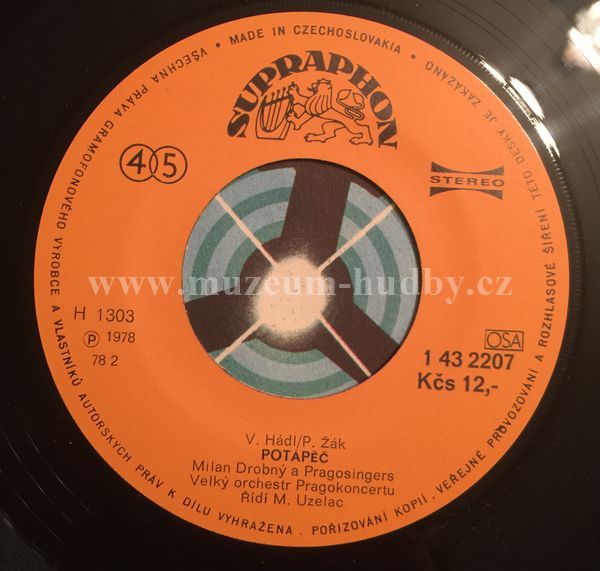 VŠECHNA PRÁVA GRAMOFONOVÉHO VÝROBCE A VLASTNÍKŮ AUTORSKÝCH PRÁV K DÍLU VYHRAŽENA. POŘIZOVÁNÍ KOPIÍ, VEŘEJNÉ PROVOZOVÁNÍ A ROZHLASOVÉ ŠÍŘENÍ TÉTO DESKY JE ZAKÁZÁNO • MADE IN CZECHOSLOVAKIA •
SUPRAPHON
45
STEREO
www.muzeum-hudby.cz
H 1303
℗ 1978
78 2
OSA
1 43 2207
Kčs 12,-
V. Hádl/P. Žák
POTÁPĚČ
Milan Drobný a Pragosingers
Velký orchestr Pragokoncertu
Řídí M. Uzelac